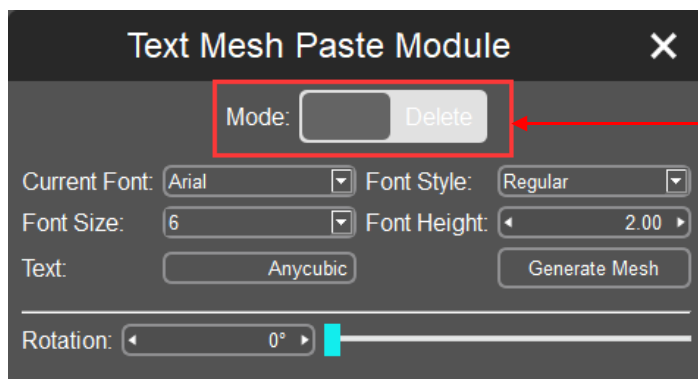 Text Mesh Paste Module
Mode: Delete
Current Font: Arial Font Style: Regular
Font Size: 6 Font Height: 2.00
Text: Anycubic Generate Mesh
Rotation: 0°